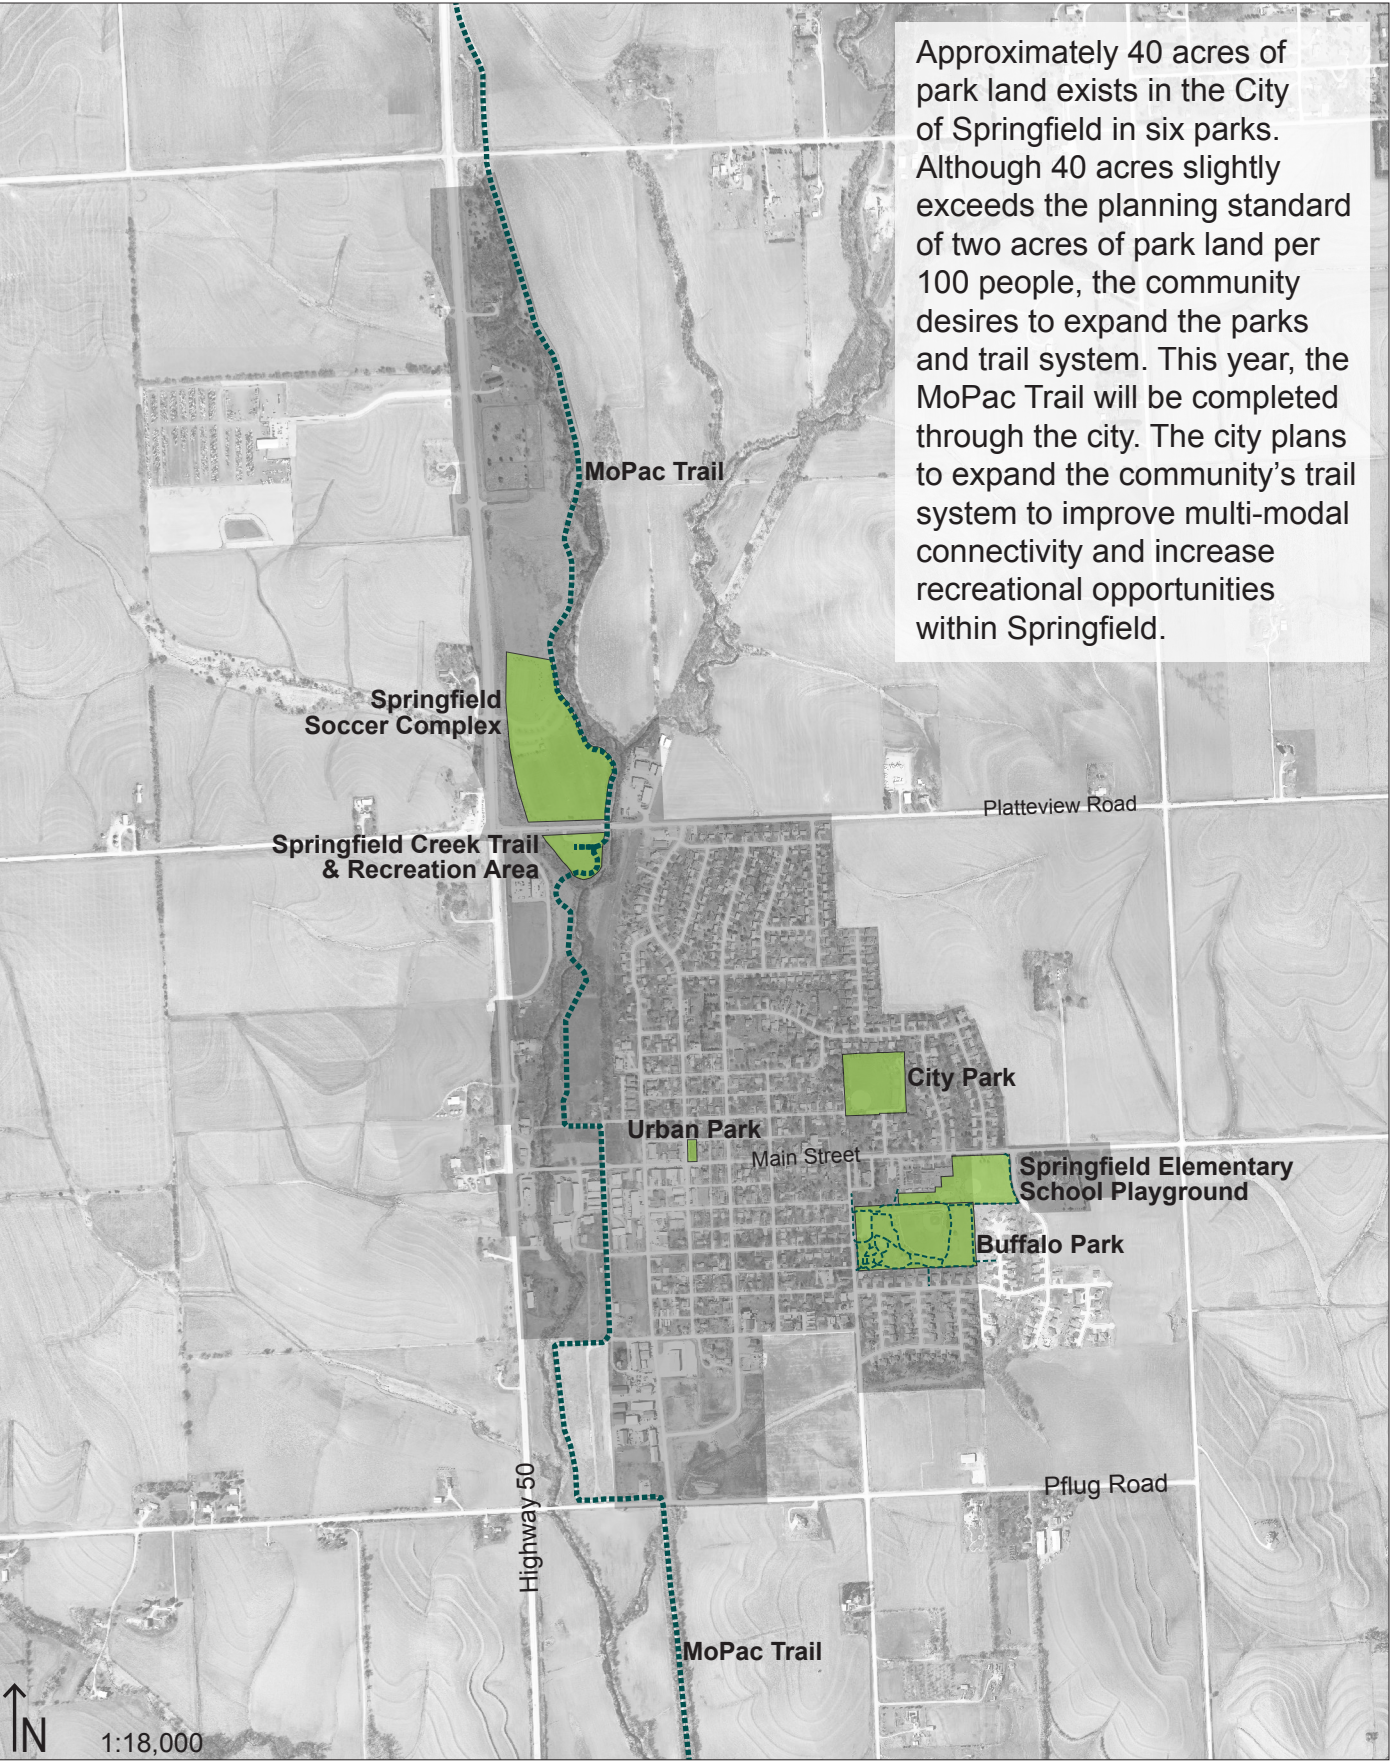 Approximately 40 acres of
park land exists in the City
of Springfield in six parks.
Although 40 acres slightly
exceeds the planning standard
of two acres of park land per
100 people, the community
desires to expand the parks
and trail system. This year, the
MoPac Trail will be completed
through the city. The city plans
to expand the community’s trail
system to improve multi-modal
connectivity and increase
recreational opportunities
within Springfield.
MoPac Trail
Springfield
Soccer Complex
Platteview Road
Springfield Creek Trail
& Recreation Area
City Park
Urban Park
Main Street
Springfield Elementary
School Playground
Buffalo Park
Highway 50
Pflug Road
MoPac Trail
N
1:18,000